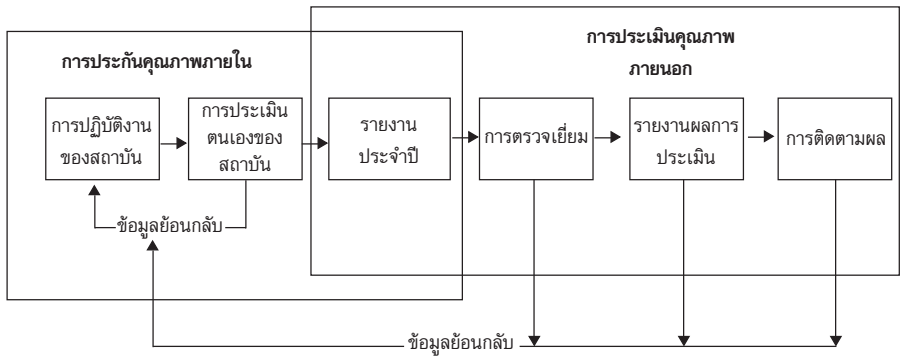 การประเมินคุณภาพ
ภายนอก
การประกันคุณภาพภายใน
การปฏิบัติงาน
ของสถาบัน
การประเมิน
ตนเองของ
สถาบัน
รายงาน
ประจำปี
การตรวจเยี่ยม
รายงานผลการ
ประเมิน
การติดตามผล
ข้อมูลย้อนกลับ
ข้อมูลย้อนกลับ